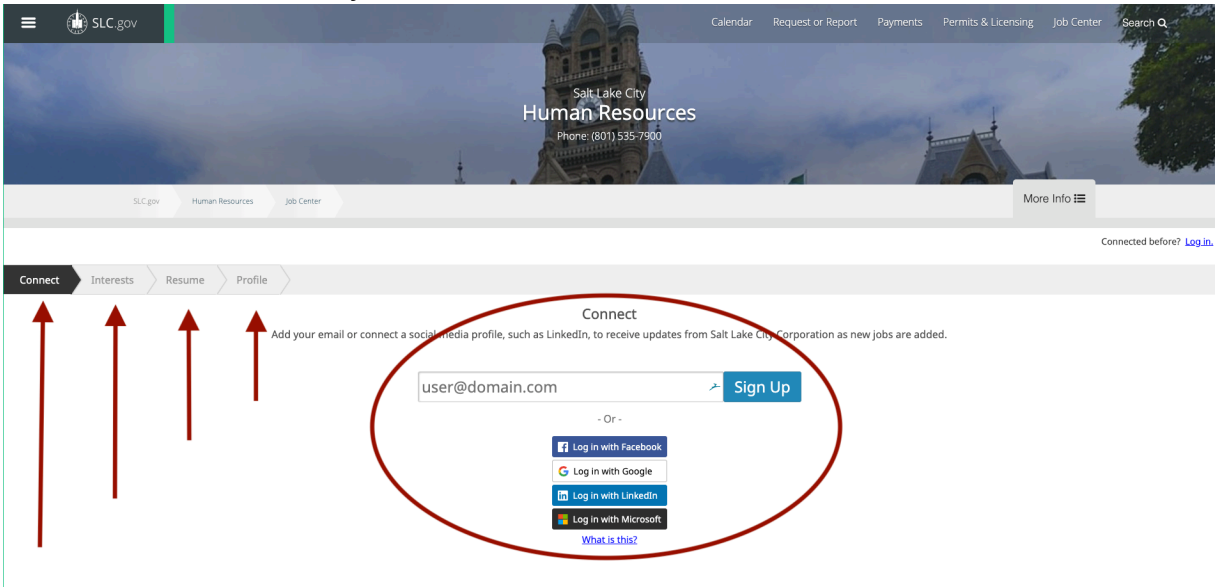 SLC.gov
Calendar Request or Report Payments Permits & Licensing Job Center Search
Salt Lake City
Human Resources
Phone: (801) 535-7900
SLC.gov Human Resources Job Center
More Info
Connected before? Log in.
Connect Interests Resume Profile
Connect
Add your email or connect a social media profile, such as LinkedIn, to receive updates from Salt Lake City Corporation as new jobs are added.
user@domain.com Sign Up
- Or -
Log in with Facebook
Log in with Google
Log in with LinkedIn
Log in with Microsoft
What is this?